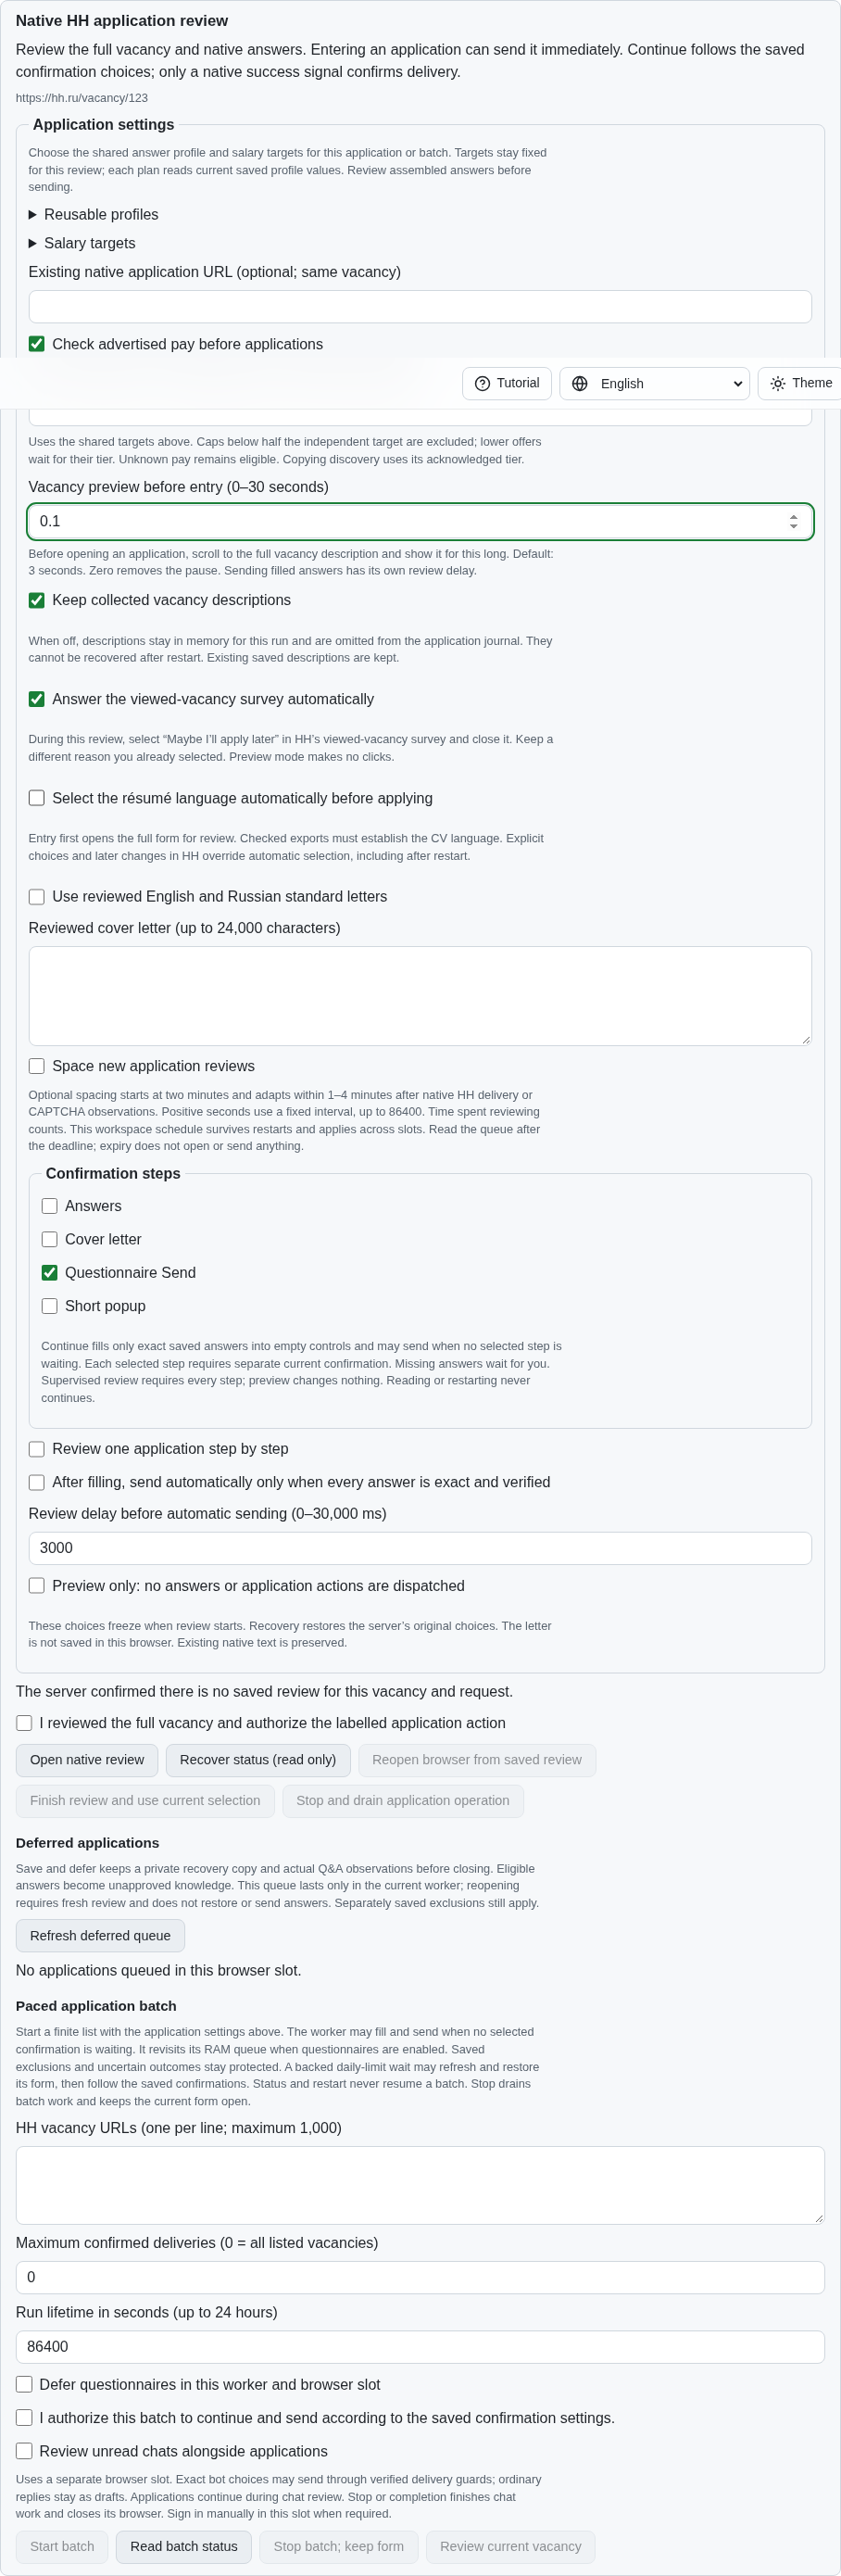 Native HH application review
Review the full vacancy and native answers. Entering an application can send it immediately. Continue follows the saved
confirmation choices; only a native success signal confirms delivery.
https://hh.ru/vacancy/123
Application settings
Choose the shared answer profile and salary targets for this application or batch. Targets stay fixed
for this review; each plan reads current saved profile values. Review assembled answers before
sending.
Reusable profiles
Salary targets
Existing native application URL (optional; same vacancy)
Check advertised pay before applications
Tutorial
English
Theme
Uses the shared targets above. Caps below half the independent target are excluded; lower offers
wait for their tier. Unknown pay remains eligible. Copying discovery uses its acknowledged tier.
Vacancy preview before entry (0–30 seconds)
0.1
Before opening an application, scroll to the full vacancy description and show it for this long. Default:
3 seconds. Zero removes the pause. Sending filled answers has its own review delay.
Keep collected vacancy descriptions
When off, descriptions stay in memory for this run and are omitted from the application journal. They
cannot be recovered after restart. Existing saved descriptions are kept.
Answer the viewed-vacancy survey automatically
During this review, select “Maybe I’ll apply later” in HH’s viewed-vacancy survey and close it. Keep a
different reason you already selected. Preview mode makes no clicks.
Select the résumé language automatically before applying
Entry first opens the full form for review. Checked exports must establish the CV language. Explicit
choices and later changes in HH override automatic selection, including after restart.
Use reviewed English and Russian standard letters
Reviewed cover letter (up to 24,000 characters)
Space new application reviews
Optional spacing starts at two minutes and adapts within 1–4 minutes after native HH delivery or
CAPTCHA observations. Positive seconds use a fixed interval, up to 86400. Time spent reviewing
counts. This workspace schedule survives restarts and applies across slots. Read the queue after
the deadline; expiry does not open or send anything.
Confirmation steps
Answers
Cover letter
Questionnaire Send
Short popup
Continue fills only exact saved answers into empty controls and may send when no selected step is
waiting. Each selected step requires separate current confirmation. Missing answers wait for you.
Supervised review requires every step; preview changes nothing. Reading or restarting never
continues.
Review one application step by step
After filling, send automatically only when every answer is exact and verified
Review delay before automatic sending (0–30,000 ms)
3000
Preview only: no answers or application actions are dispatched
These choices freeze when review starts. Recovery restores the server’s original choices. The letter
is not saved in this browser. Existing native text is preserved.
The server confirmed there is no saved review for this vacancy and request.
I reviewed the full vacancy and authorize the labelled application action
Open native review
Recover status (read only)
Reopen browser from saved review
Finish review and use current selection
Stop and drain application operation
Deferred applications
Save and defer keeps a private recovery copy and actual Q&A observations before closing. Eligible
answers become unapproved knowledge. This queue lasts only in the current worker; reopening
requires fresh review and does not restore or send answers. Separately saved exclusions still apply.
Refresh deferred queue
No applications queued in this browser slot.
Paced application batch
Start a finite list with the application settings above. The worker may fill and send when no selected
confirmation is waiting. It revisits its RAM queue when questionnaires are enabled. Saved
exclusions and uncertain outcomes stay protected. A backed daily-limit wait may refresh and restore
its form, then follow the saved confirmations. Status and restart never resume a batch. Stop drains
batch work and keeps the current form open.
HH vacancy URLs (one per line; maximum 1,000)
Maximum confirmed deliveries (0 = all listed vacancies)
0
Run lifetime in seconds (up to 24 hours)
86400
Defer questionnaires in this worker and browser slot
I authorize this batch to continue and send according to the saved confirmation settings.
Review unread chats alongside applications
Uses a separate browser slot. Exact bot choices may send through verified delivery guards; ordinary
replies stay as drafts. Applications continue during chat review. Stop or completion finishes chat
work and closes its browser. Sign in manually in this slot when required.
Start batch
Read batch status
Stop batch; keep form
Review current vacancy